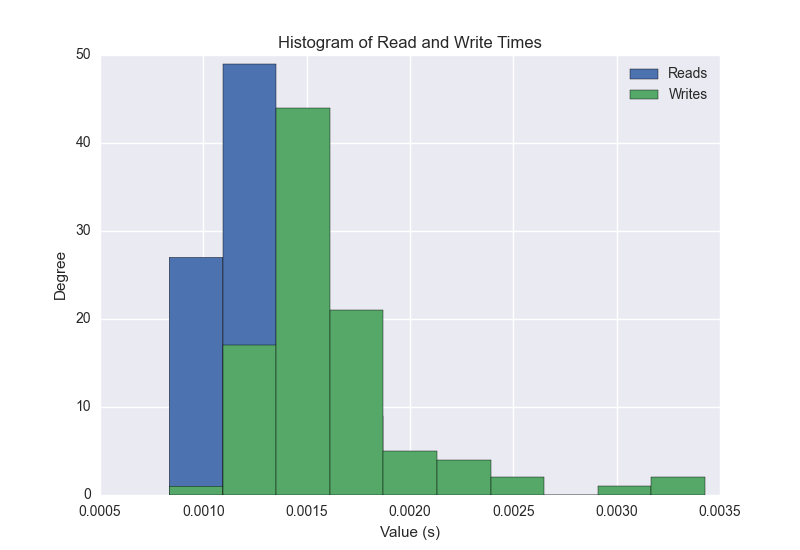 Histogram of Read and Write Times
Reads
Writes
50
40
30
20
10
0
Degree
0.0005
0.0010
0.0015
0.0020
0.0025
0.0030
0.0035
Value (s)